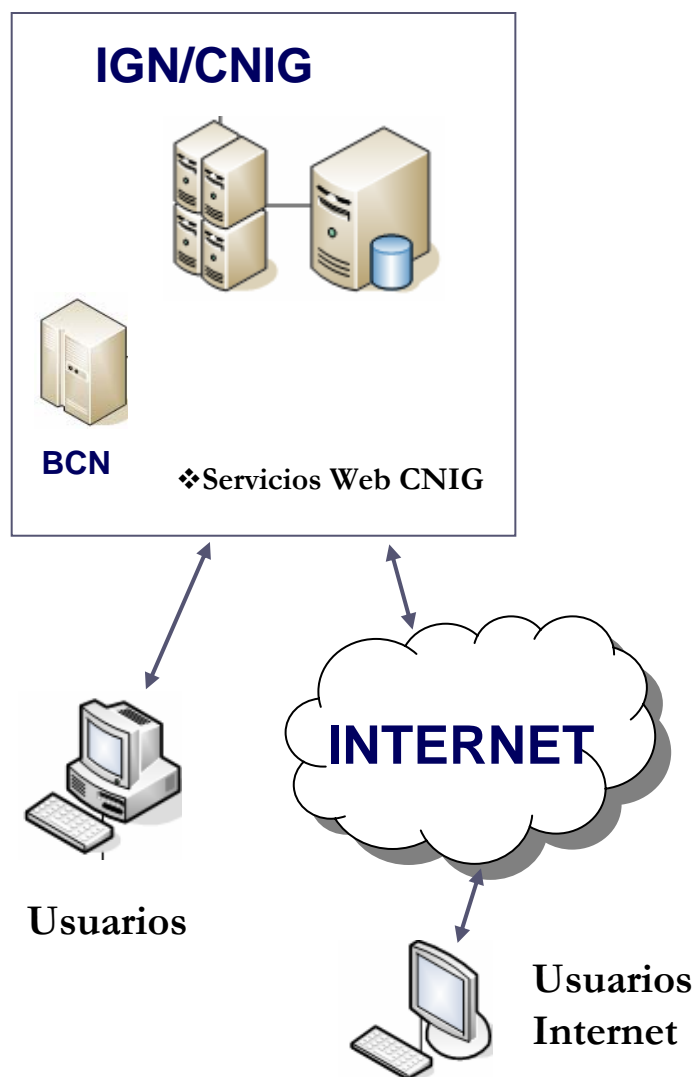 IGN/CNIG
BCN
❖Servicios Web CNIG
INTERNET
Usuarios
Usuarios
Internet